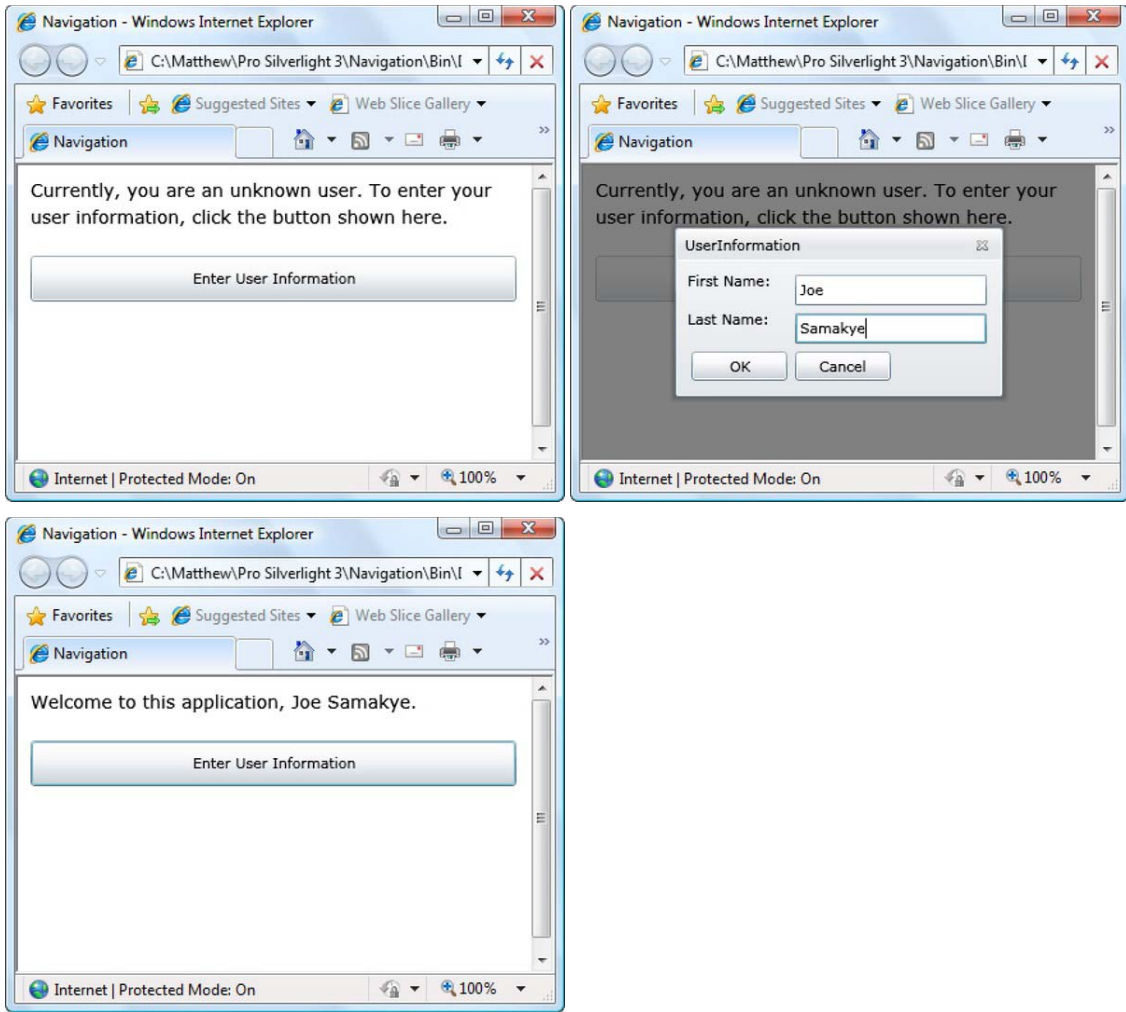 Navigation - Windows Internet Explorer
C:\Matthew\Pro Silverlight 3\Navigation\Bin\
Favorites Suggested Sites Web Slice Gallery
Navigation
Currently, you are an unknown user. To enter your
user information, click the button shown here.
Enter User Information
Internet | Protected Mode: On 100%
Navigation - Windows Internet Explorer
C:\Matthew\Pro Silverlight 3\Navigation\Bin\
Favorites Suggested Sites Web Slice Gallery
Navigation
Currently, you are an unknown user. To enter your
user information, click the button shown here.
UserInformation
First Name: Joe
Last Name: Samakye
OK Cancel
Internet | Protected Mode: On 100%
Navigation - Windows Internet Explorer
C:\Matthew\Pro Silverlight 3\Navigation\Bin\
Favorites Suggested Sites Web Slice Gallery
Navigation
Welcome to this application, Joe Samakye.
Enter User Information
Internet | Protected Mode: On 100%